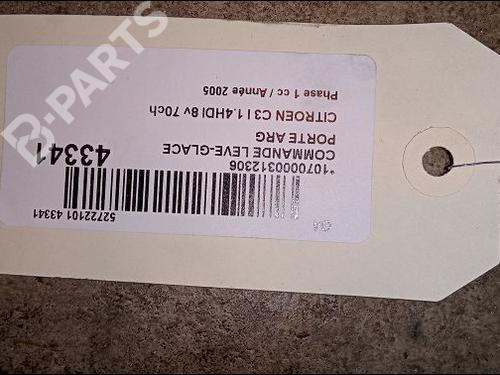 52722101 43341
*1070000312306
COMMANDE LEVE-GLACE
PORTE ARG
43341
CITROEN C3 I 1.4HDI 8v 70ch
Phase 1 cc / Année 2005
B-PARTS